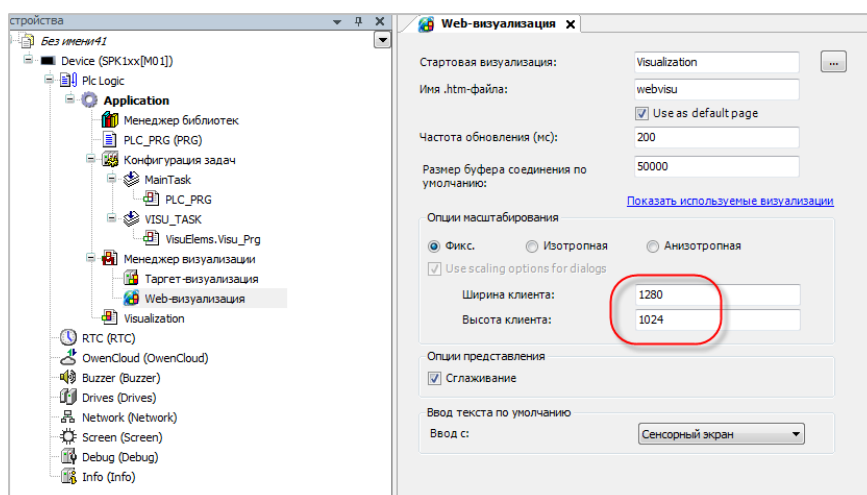 стройства
Без имени41
Device (SPK1xx[M01])
Plc Logic
Application
Менеджер библиотек
PLC_PRG (PRG)
Конфигурация задач
MainTask
PLC_PRG
VISU_TASK
VisuElems.Visu_Prg
Менеджер визуализации
Таргет-визуализация
Web-визуализация
Visualization
RTC (RTC)
OwenCloud (OwenCloud)
Buzzer (Buzzer)
Drives (Drives)
Network (Network)
Screen (Screen)
Debug (Debug)
Info (Info)
Web-визуализация
Стартовая визуализация: Visualization ...
Имя .htm-файла: webvisu
Use as default page
Частота обновления (мс): 200
Размер буфера соединения по 50000
умолчанию:
Показать используемые визуализации
Опции масштабирования
Фикс. Изотропная Анизотропная
Use scaling options for dialogs
Ширина клиента: 1280
Высота клиента: 1024
Опции представления
Сглаживание
Ввод текста по умолчанию
Ввод с: Сенсорный экран